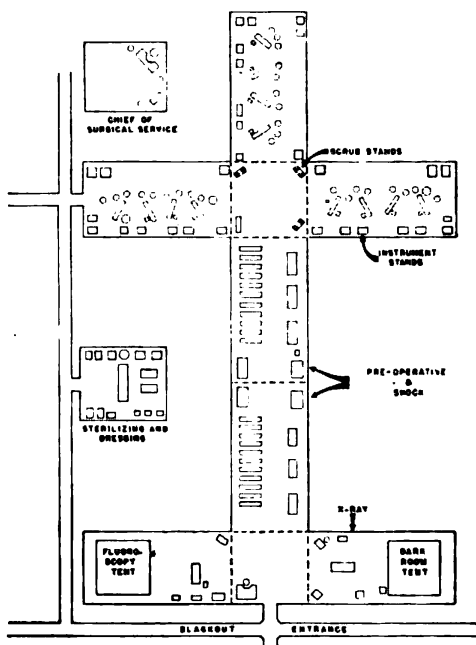 CHIEF OF
SURGICAL SERVICE
SCRUB STANDS
INSTRUMENT
STANDS
PRE-OPERATIVE
&
SHOCK
STERILIZING AND
DRESSING
X-RAY
FLUORO-
SCOPY
TENT
DARK
ROOM
TENT
BLACKOUT ENTRANCE